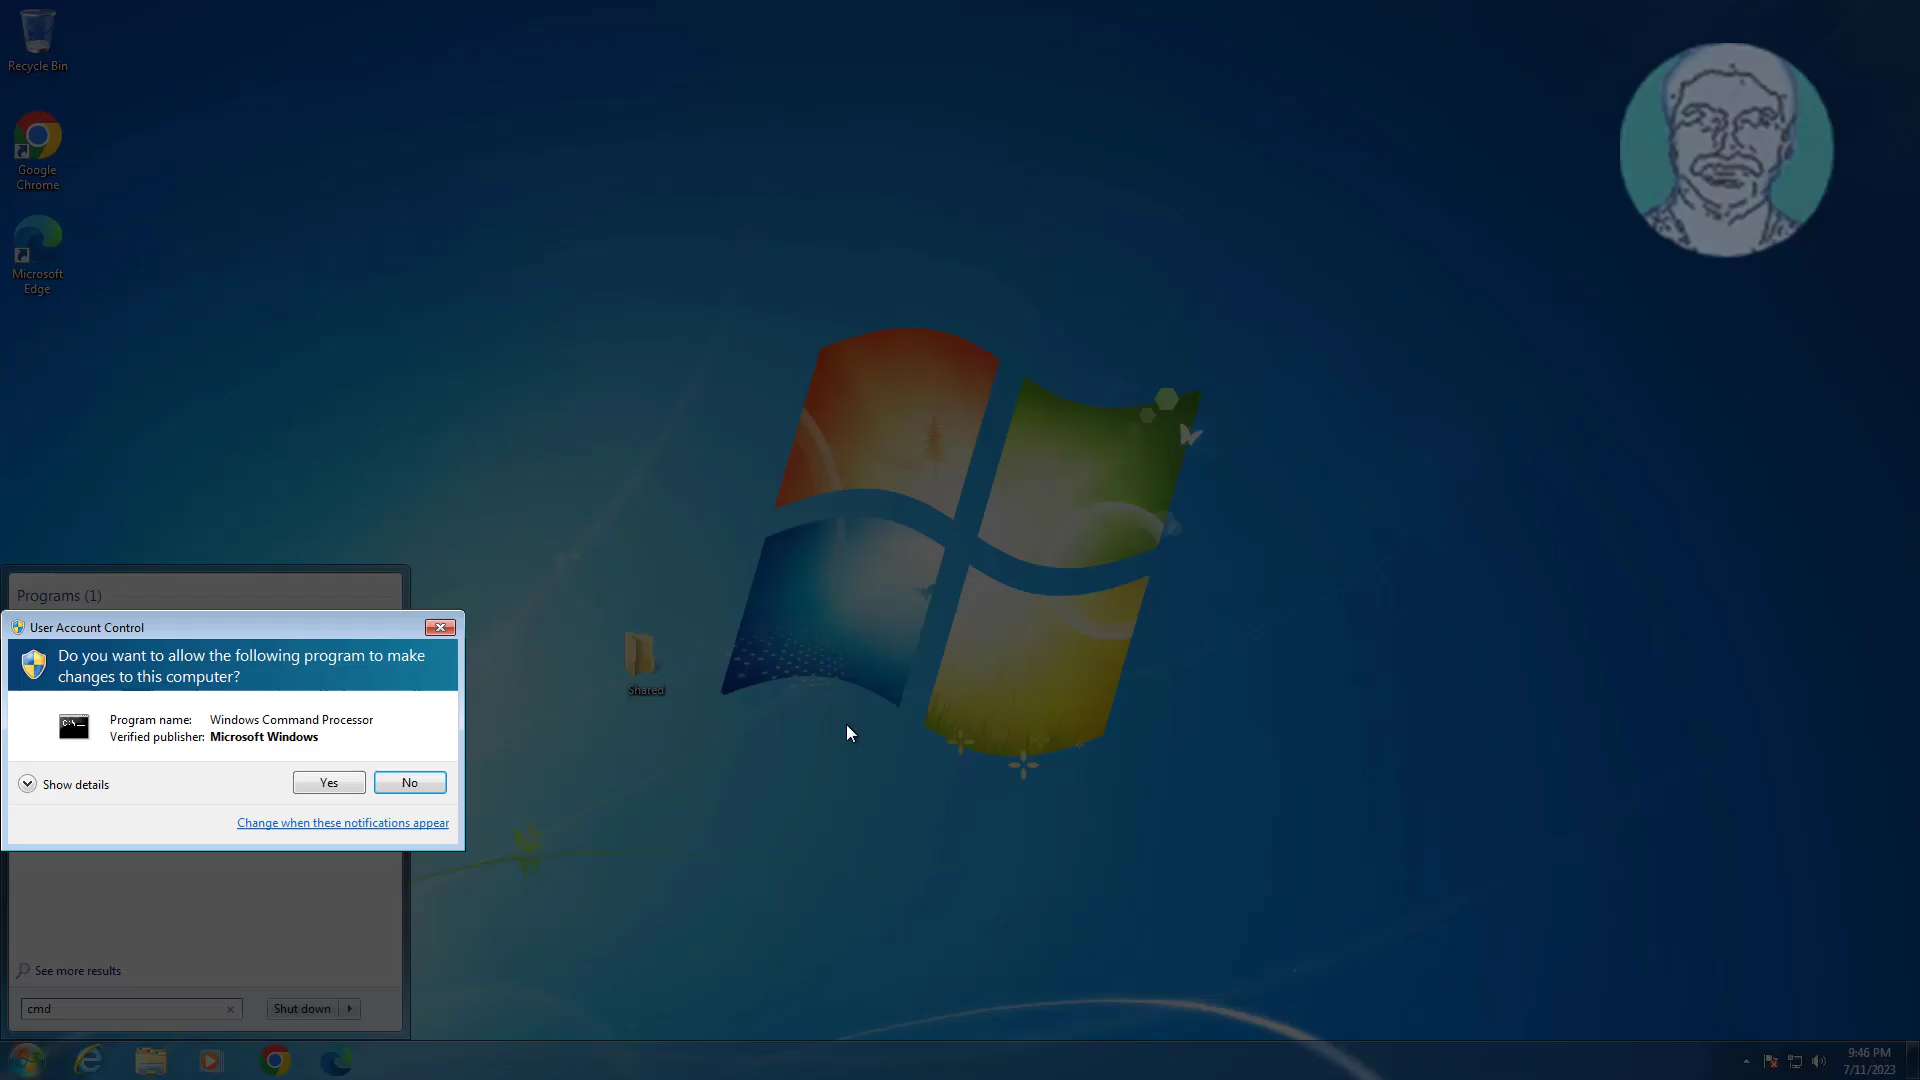 Recycle Bin
Google
Chrome
Microsoft
Edge
Shared
Programs (1)
User Account Control
Do you want to allow the following program to make
changes to this computer?
C:\._
Program name: Windows Command Processor
Verified publisher: Microsoft Windows
Show details
Yes
No
Change when these notifications appear
See more results
cmd
Shut down
9:46 PM
7/11/2023